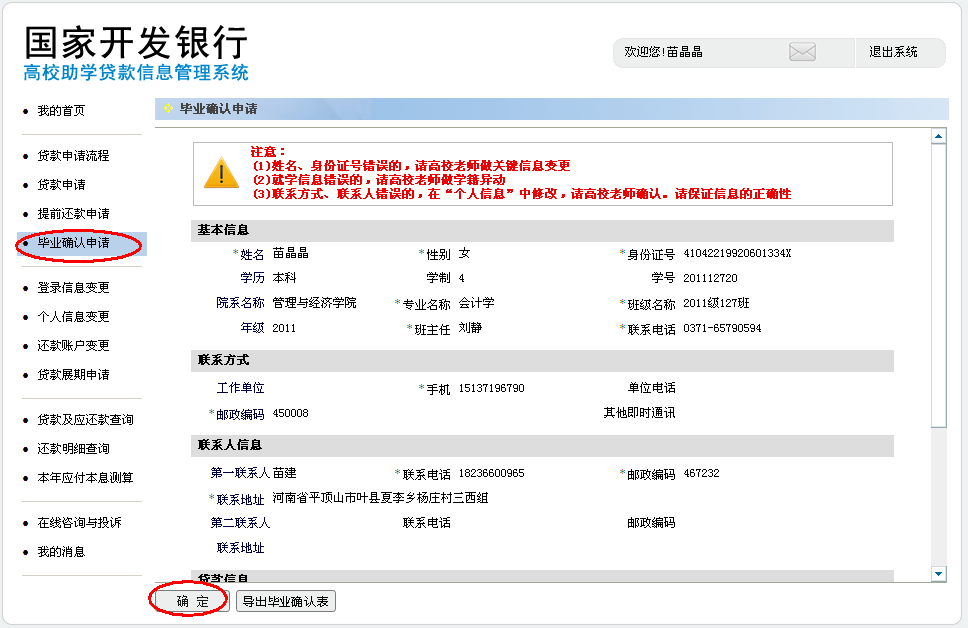 国家开发银行
高校助学贷款信息管理系统
欢迎您!苗晶晶
退出系统
我的首页
贷款申请流程
贷款申请
提前还款申请
毕业确认申请
登录信息变更
个人信息变更
还款账户变更
贷款展期申请
贷款及应还款查询
还款明细查询
本年应付本息测算
在线咨询与投诉
我的消息
毕业确认申请
注意：
(1)姓名、身份证号错误的，请高校老师做关键信息变更
(2)就学信息错误的，请高校老师做学籍异动
(3)联系方式、联系人错误的，在“个人信息”中修改，请高校老师确认。请保证信息的正确性
基本信息
*姓名 苗晶晶 *性别 女 *身份证号 41042219920601334X
学历 本科 学制 4 学号 201112720
院系名称 管理与经济学院 *专业名称 会计学 *班级名称 2011级127班
年级 2011 *班主任 刘静 *联系电话 0371-65790594
联系方式
工作单位 *手机 15137196790 单位电话
*邮政编码 450008 其他即时通讯
联系人信息
第一联系人 苗建 *联系电话 18236600965 *邮政编码 467232
*联系地址 河南省平顶山市叶县夏李乡杨庄村三西组
第二联系人 联系电话 邮政编码
联系地址
贷款信息
确 定 导出毕业确认表